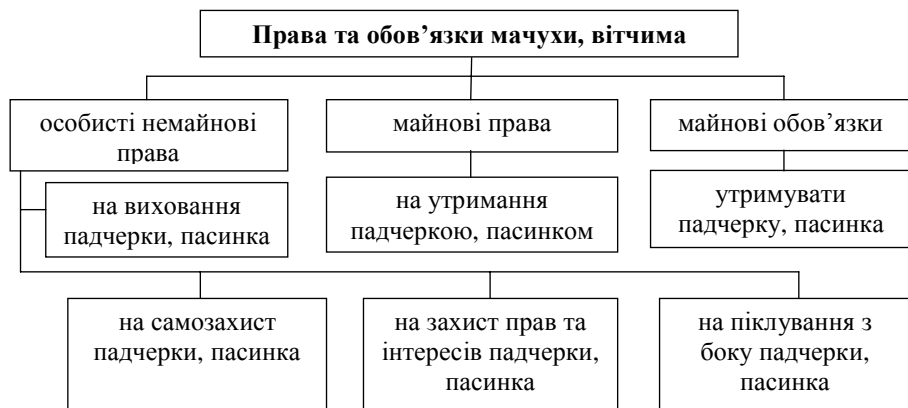 Права та обов’язки мачухи, вітчима
особисті немайнові
права
майнові права
майнові обов’язки
на виховання
падчерки, пасинка
на утримання
падчеркою, пасинком
утримувати
падчерку, пасинка
на самозахист
падчерки, пасинка
на захист прав та
інтересів падчерки,
пасинка
на піклування з
боку падчерки,
пасинка